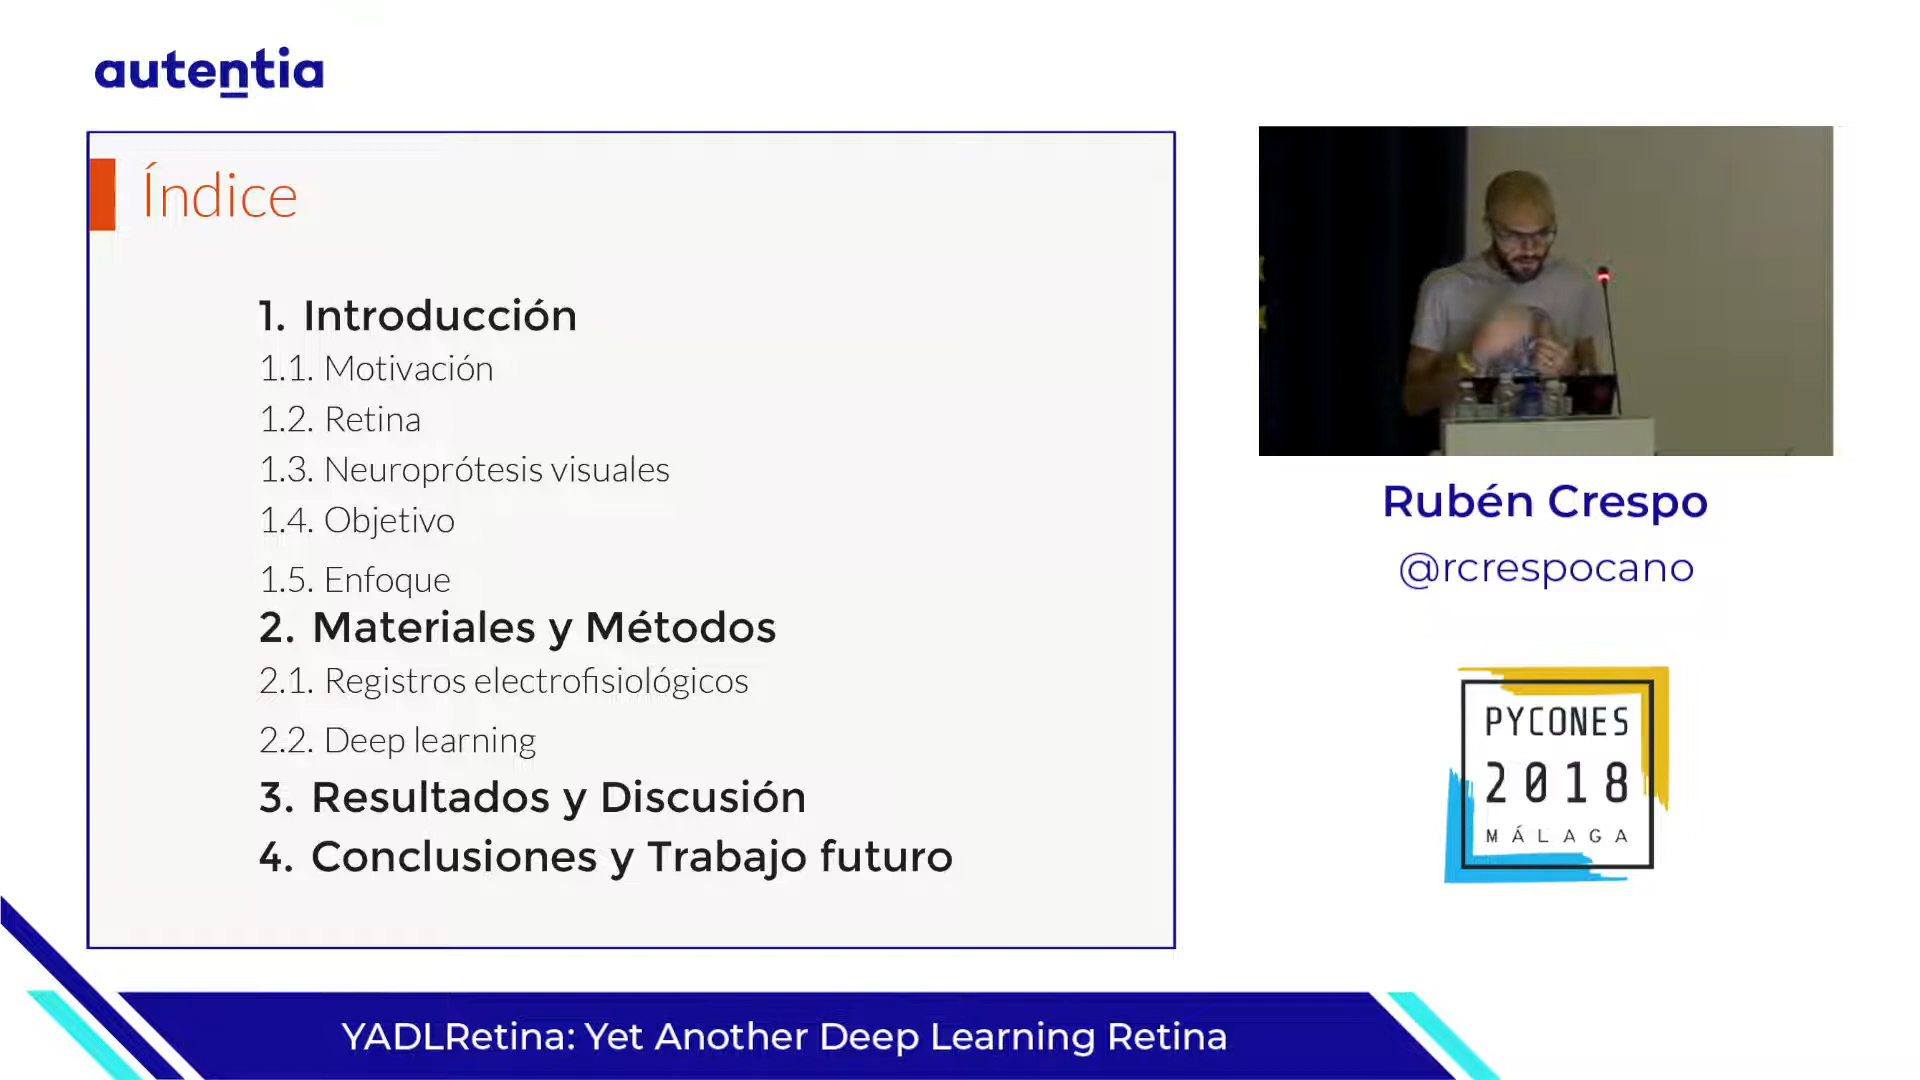 autentia
Índice
1. Introducción
1.1. Motivación
1.2. Retina
1.3. Neuroprótesis visuales
1.4. Objetivo
1.5. Enfoque
2. Materiales y Métodos
2.1. Registros electrofisiológicos
2.2. Deep learning
3. Resultados y Discusión
4. Conclusiones y Trabajo futuro
Rubén Crespo
@rcrespocano
PYCONES
2018
MÁLAGA
YADLRetina: Yet Another Deep Learning Retina